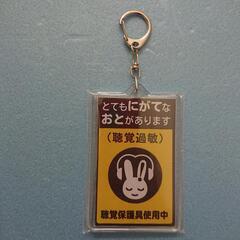 とてもにがてな
おとがあります
（聴覚過敏）
聴覚保護具使用中